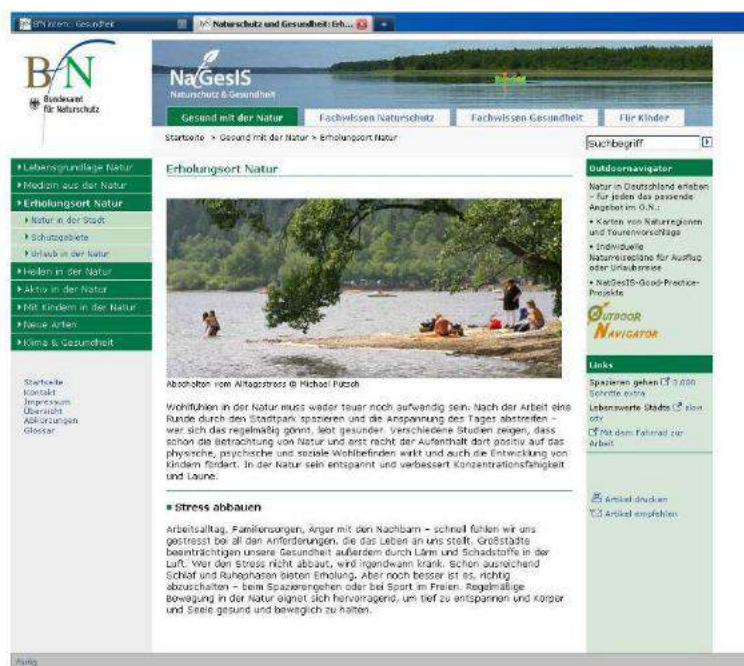 BfN intern: Gesundheit
Naturschutz und Gesundheit: Erh...
BfN
Bundesamt
für Naturschutz
NatGesIS
Naturschutz & Gesundheit
Gesund mit der Natur
Fachwissen Naturschutz
Fachwissen Gesundheit
Für Kinder
Startseite > Gesund mit der Natur > Erholungsort Natur
Suchbegriff
Lebensgrundlage Natur
Medizin aus der Natur
Erholungsort Natur
Natur in der Stadt
Schutzgebiete
Urlaub in der Natur
Heilen in der Natur
Aktiv in der Natur
Mit Kindern in der Natur
Neue Arten
Klima & Gesundheit
Startseite
Kontakt
Impressum
Übersicht
Abkürzungen
Glossar
Erholungsort Natur
Abschalten vom Alltagsstress © Michael Pütsch
Wohlfühlen in der Natur muss weder teuer noch aufwendig sein. Nach der Arbeit eine
Runde durch den Stadtpark spazieren und die Anspannung des Tages abstreifen –
wer sich das regelmäßig gönnt, lebt gesunder. Verschiedene Studien zeigen, dass
schon die Betrachtung von Natur und erst recht der Aufenthalt dort positiv auf das
physische, psychische und soziale Wohlbefinden wirkt und auch die Entwicklung von
Kindern fördert. In der Natur sein entspannt und verbessert Konzentrationsfähigkeit
und Laune.
Stress abbauen
Arbeitsalltag, Familiensorgen, Ärger mit den Nachbarn – schnell fühlen wir uns
gestresst bei all den Anforderungen, die das Leben an uns stellt. Großstädte
beeinträchtigen unsere Gesundheit außerdem durch Lärm und Schadstoffe in der
Luft. Wer den Stress nicht abbaut, wird irgendwann krank. Schon ausreichend
Schlaf und Ruhephasen bieten Erholung. Aber noch besser ist es, richtig
abzuschalten – beim Spazierengehen oder bei Sport im Freien. Regelmäßige
Bewegung in der Natur eignet sich hervorragend, um tief zu entspannen und Körper
und Seele gesund und beweglich zu halten.
Outdoornavigator
Natur in Deutschland erleben
– für jeden das passende
Angebot im O.N.:
• Karten von Naturregionen
und Tourenvorschläge
• Individuelle
Naturreisepläne für Ausflug
oder Urlaubsreise
• NatGesIS-Good-Practice-
Projekte
OUTDOOR
NAVIGATOR
Links
Spazieren gehen 3.000
Schritte extra
Lebenswerte Städte slow
city
Mit dem Fahrrad zur
Arbeit
Artikel drucken
Artikel empfehlen
Fertig